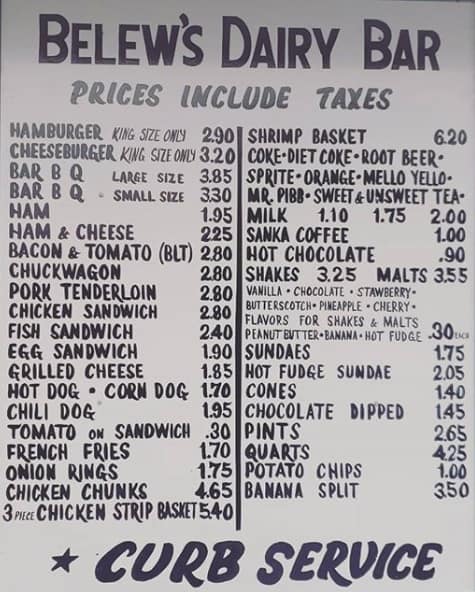 BELEW'S DAIRY BAR
PRICES INCLUDE TAXES
HAMBURGER KING SIZE ONLY 2.90
CHEESEBURGER KING SIZE ONLY 3.20
BAR B Q LARGE SIZE 3.85
BAR B Q • SMALL SIZE 3.30
HAM 1.95
HAM & CHEESE 2.25
BACON & TOMATO (BLT) 2.80
CHUCKWAGON 2.80
PORK TENDERLOIN 2.80
CHICKEN SANDWICH 2.80
FISH SANDWICH 2.40
EGG SANDWICH 1.90
GRILLED CHEESE 1.85
HOT DOG • CORN DOG 1.70
CHILI DOG 1.95
TOMATO ON SANDWICH .30
FRENCH FRIES 1.70
ONION RINGS 1.75
CHICKEN CHUNKS 4.65
3 PIECE CHICKEN STRIP BASKET 5.40
SHRIMP BASKET 6.20
COKE•DIET COKE•ROOT BEER•
SPRITE•ORANGE•MELLO YELLO•
MR. PIBB•SWEET & UNSWEET TEA•
MILK 1.10 1.75 2.00
SANKA COFFEE 1.00
HOT CHOCOLATE .90
SHAKES 3.25 MALTS 3.55
VANILLA • CHOCOLATE • STAWBERRY•
BUTTERSCOTCH• PINEAPPLE • CHERRY•
FLAVORS FOR SHAKES & MALTS
PEANUT BUTTER•BANANA•HOT FUDGE .30 EACH
SUNDAES 1.75
HOT FUDGE SUNDAE 2.05
CONES 1.40
CHOCOLATE DIPPED 1.45
PINTS 2.65
QUARTS 4.25
POTATO CHIPS 1.00
BANANA SPLIT 3.50
★ CURB SERVICE